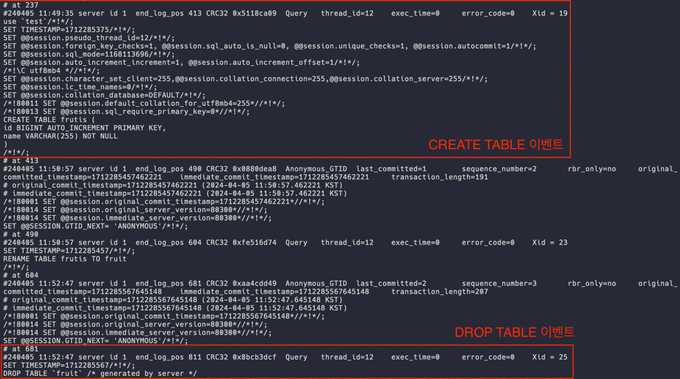 # at 237
#240405 11:49:35 server id 1  end_log_pos 413 CRC32 0x5118ca09  Query   thread_id=12    exec_time=0     error_code=0    Xid = 19
use `test`/*!*/;
SET TIMESTAMP=1712285375/*!*/;
SET @@session.pseudo_thread_id=12/*!*/;
SET @@session.foreign_key_checks=1, @@session.sql_auto_is_null=0, @@session.unique_checks=1, @@session.autocommit=1/*!*/;
SET @@session.sql_mode=1168113696/*!*/;
SET @@session.auto_increment_increment=1, @@session.auto_increment_offset=1/*!*/;
/*!\C utf8mb4 *//*!*/;
SET @@session.character_set_client=255,@@session.collation_connection=255,@@session.collation_server=255/*!*/;
SET @@session.lc_time_names=0/*!*/;
SET @@session.collation_database=DEFAULT/*!*/;
/*!80011 SET @@session.default_collation_for_utf8mb4=255*//*!*/;
/*!80013 SET @@session.sql_require_primary_key=0*//*!*/;
CREATE TABLE frutis (
id BIGINT AUTO_INCREMENT PRIMARY KEY,
name VARCHAR(255) NOT NULL
)
/*!*/;
CREATE TABLE 이벤트
# at 413
#240405 11:50:57 server id 1  end_log_pos 490 CRC32 0x0880dea8  Anonymous_GTID  last_committed=1        sequence_number=2       rbr_only=no     original_
committed_timestamp=1712285457462221    immediate_commit_timestamp=1712285457462221     transaction_length=191
# original_commit_timestamp=1712285457462221 (2024-04-05 11:50:57.462221 KST)
# immediate_commit_timestamp=1712285457462221 (2024-04-05 11:50:57.462221 KST)
/*!80001 SET @@session.original_commit_timestamp=1712285457462221*//*!*/;
/*!80014 SET @@session.original_server_version=80300*//*!*/;
/*!80014 SET @@session.immediate_server_version=80300*//*!*/;
SET @@SESSION.GTID_NEXT= 'ANONYMOUS'/*!*/;
# at 490
#240405 11:50:57 server id 1  end_log_pos 604 CRC32 0xfe516d74  Query   thread_id=12    exec_time=0     error_code=0    Xid = 23
SET TIMESTAMP=1712285457/*!*/;
RENAME TABLE frutis TO fruit
/*!*/;
# at 604
#240405 11:52:47 server id 1  end_log_pos 681 CRC32 0xaa4cdd49  Anonymous_GTID  last_committed=2        sequence_number=3       rbr_only=no     original_
committed_timestamp=1712285567645148    immediate_commit_timestamp=1712285567645148     transaction_length=207
# original_commit_timestamp=1712285567645148 (2024-04-05 11:52:47.645148 KST)
# immediate_commit_timestamp=1712285567645148 (2024-04-05 11:52:47.645148 KST)
/*!80001 SET @@session.original_commit_timestamp=1712285567645148*//*!*/;
/*!80014 SET @@session.original_server_version=80300*//*!*/;
/*!80014 SET @@session.immediate_server_version=80300*//*!*/;
SET @@SESSION.GTID_NEXT= 'ANONYMOUS'/*!*/;
DROP TABLE 이벤트
# at 681
#240405 11:52:47 server id 1  end_log_pos 811 CRC32 0x8bcb3dcf  Query   thread_id=12    exec_time=0     error_code=0    Xid = 25
SET TIMESTAMP=1712285567/*!*/;
DROP TABLE `fruit` /* generated by server */